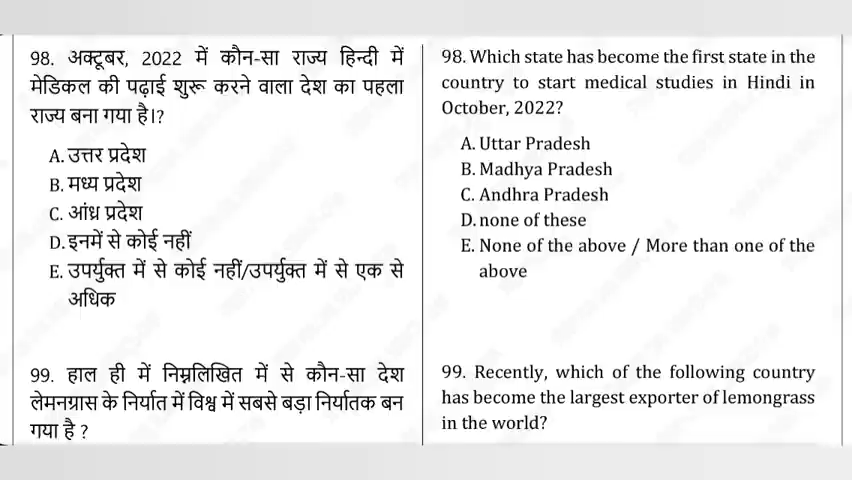 98. अक्टूबर, 2022 में कौन-सा राज्य हिन्दी में
मेडिकल की पढ़ाई शुरू करने वाला देश का पहला
राज्य बना गया है।?
A. उत्तर प्रदेश
B. मध्य प्रदेश
C. आंध्र प्रदेश
D. इनमें से कोई नहीं
E. उपर्युक्त में से कोई नहीं/उपर्युक्त में से एक से
अधिक
99. हाल ही में निम्नलिखित में से कौन-सा देश
लेमनग्रास के निर्यात में विश्व में सबसे बड़ा निर्यातक बन
गया है ?
98. Which state has become the first state in the
country to start medical studies in Hindi in
October, 2022?
A. Uttar Pradesh
B. Madhya Pradesh
C. Andhra Pradesh
D. none of these
E. None of the above / More than one of the
above
99. Recently, which of the following country
has become the largest exporter of lemongrass
in the world?